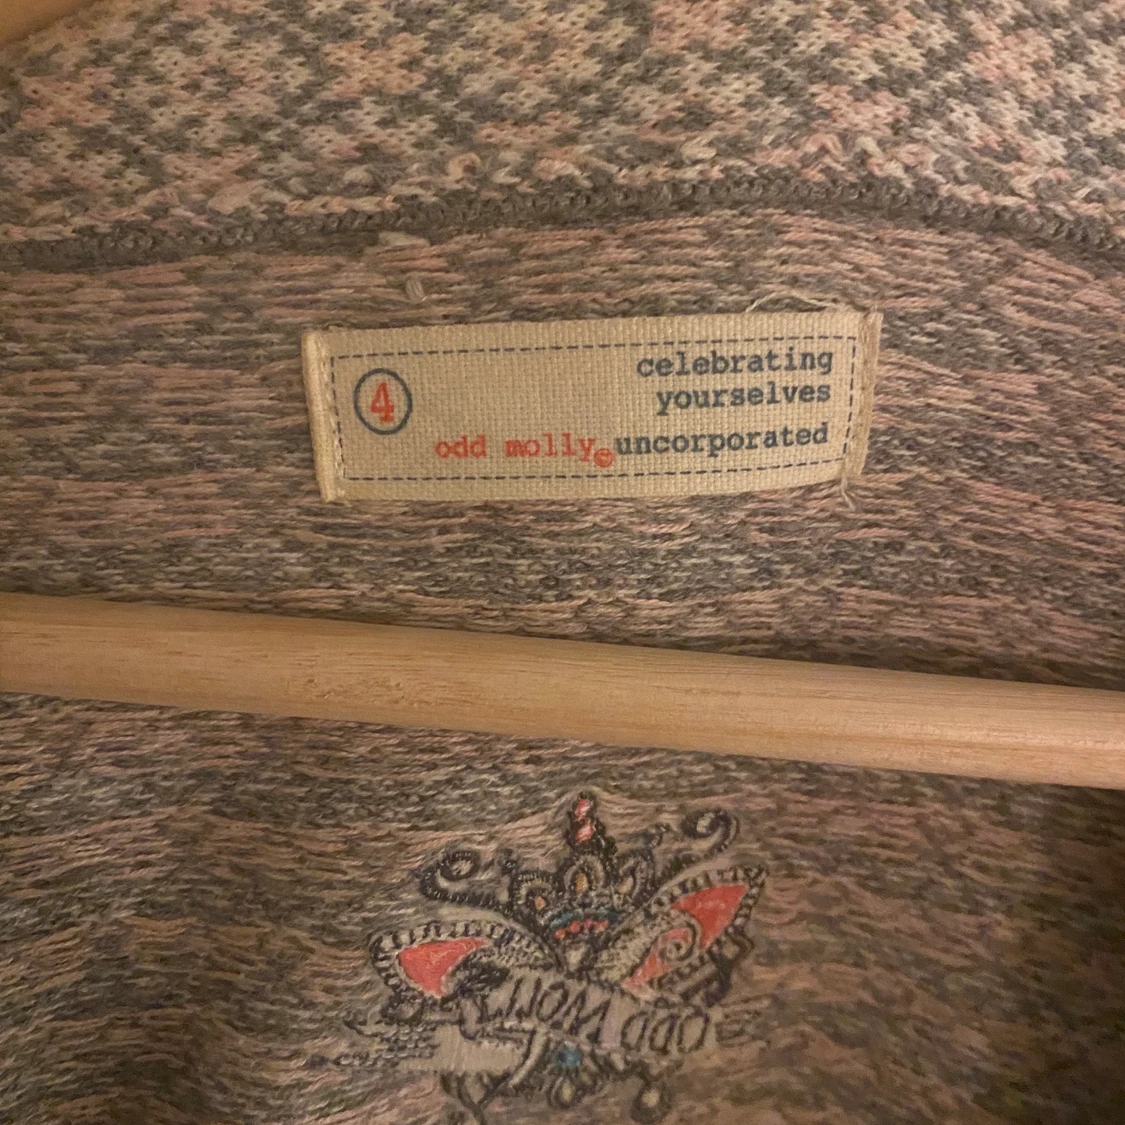 celebrating
yourselves
4
odd molly uncorporated
ODD MOLLY